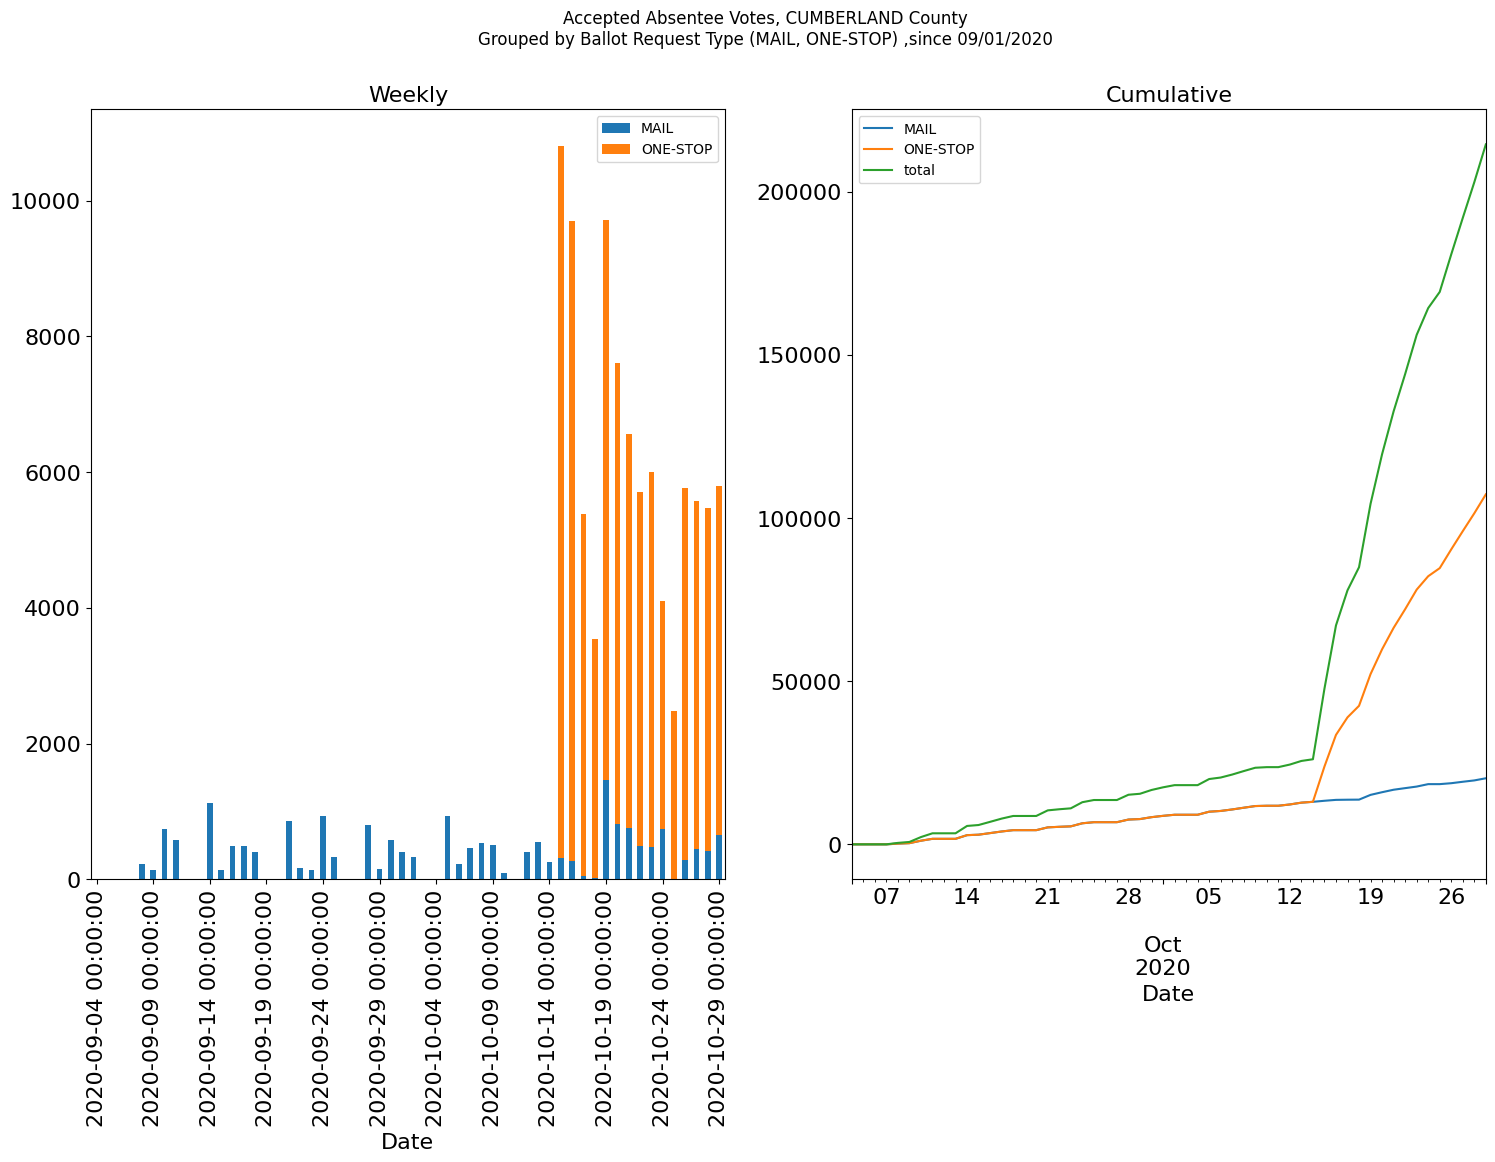 Accepted Absentee Votes, CUMBERLAND County
Grouped by Ballot Request Type (MAIL, ONE-STOP) ,since 09/01/2020
Weekly
MAIL
ONE-STOP
10000
8000
6000
4000
2000
0
2020-09-04 00:00:00
2020-09-09 00:00:00
2020-09-14 00:00:00
2020-09-19 00:00:00
2020-09-24 00:00:00
2020-09-29 00:00:00
2020-10-04 00:00:00
2020-10-09 00:00:00
2020-10-14 00:00:00
2020-10-19 00:00:00
2020-10-24 00:00:00
2020-10-29 00:00:00
Date
Cumulative
MAIL
ONE-STOP
total
200000
150000
100000
50000
0
07 14 21 28 05 12 19 26
Oct
2020
Date